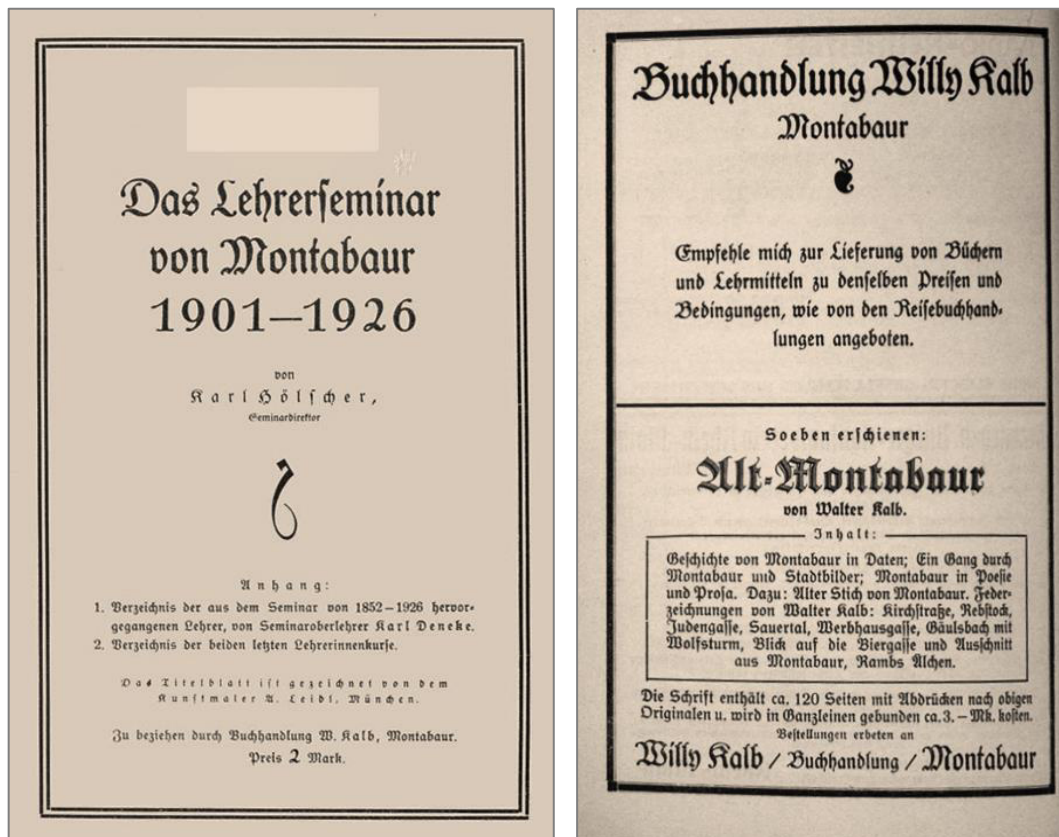 Das Lehrerseminar
von Montabaur
1901–1926
von
Karl Hölscher,
Seminardirektor
Anhang:
1. Verzeichnis der aus dem Seminar von 1852–1926 hervor-
gegangenen Lehrer, von Seminaroberlehrer Karl Deneke.
2. Verzeichnis der beiden letzten Lehrerinnenkurse.
Das Titelblatt ist gezeichnet von dem
Kunstmaler A. Leidl, München.
Zu beziehen durch Buchhandlung W. Kalb, Montabaur.
Preis 2 Mark.
Buchhandlung Willy Kalb
Montabaur
Empfehle mich zur Lieferung von Büchern
und Lehrmitteln zu denselben Preisen und
Bedingungen, wie von den Reisebuchhand-
lungen angeboten.
Soeben erschienen:
Alt-Montabaur
von Walter Kalb.
Inhalt:
Geschichte von Montabaur in Daten; Ein Gang durch
Montabaur und Stadtbilder; Montabaur in Poesie
und Prosa. Dazu: Alter Stich von Montabaur. Feder-
zeichnungen von Walter Kalb: Kirchstraße, Rebstock,
Judengasse, Sauertal, Werbhausgasse, Gäulsbach mit
Wolfsturm, Blick auf die Biergasse und Ausschnitt
aus Montabaur, Rambs Älchen.
Die Schrift enthält ca. 120 Seiten mit Abdrücken nach obigen
Originalen u. wird in Ganzleinen gebunden ca. 3.– Mk. kosten.
Bestellungen erbeten an
Willy Kalb / Buchhandlung / Montabaur